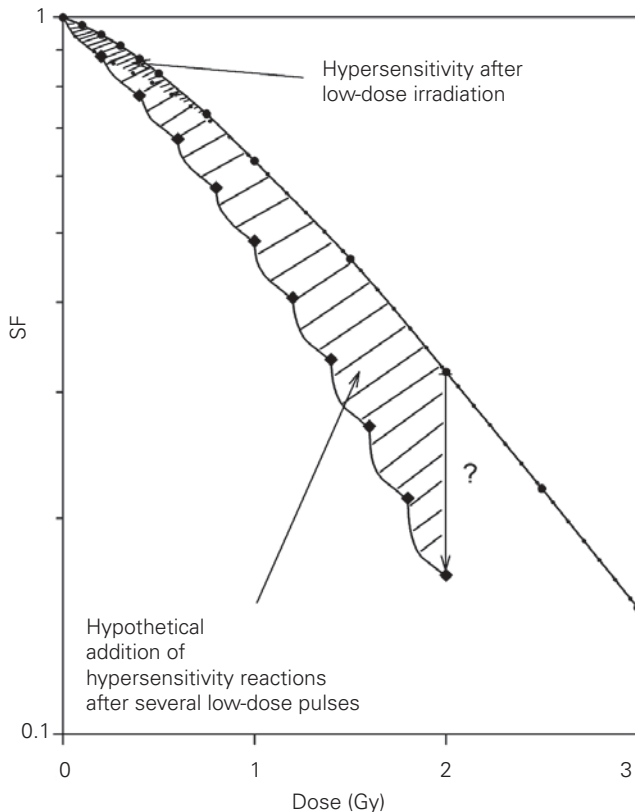 1
Hypersensitivity after
low-dose irradiation
SF
?
Hypothetical
addition of
hypersensitivity reactions
after several low-dose pulses
0.1
0 1 2 3
Dose (Gy)